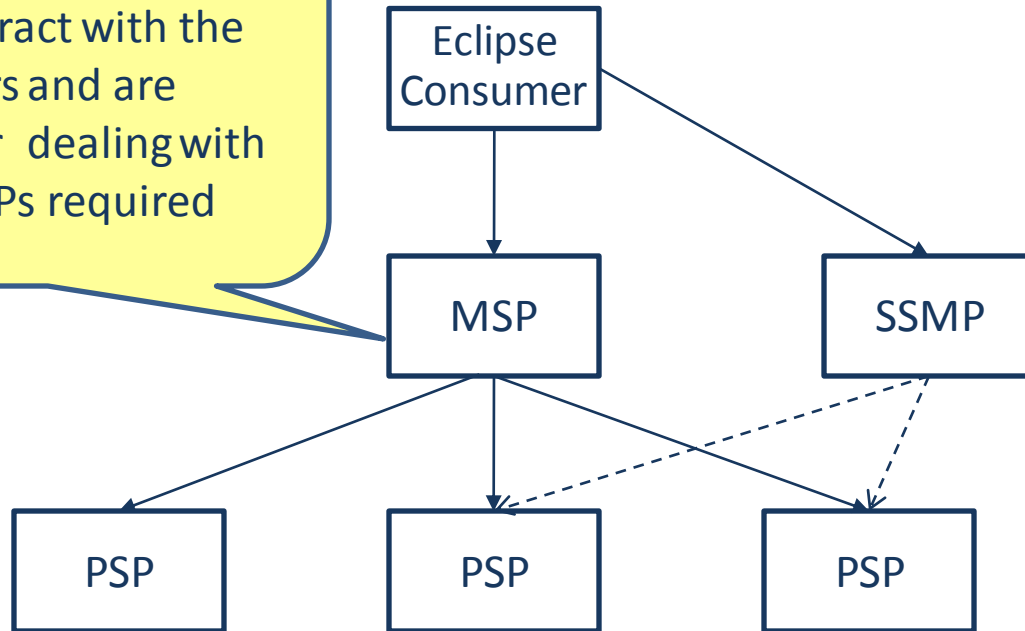 ract with the
rs and are
r dealing with
Ps required
Eclipse
Consumer
MSP
SSMP
PSP
PSP
PSP